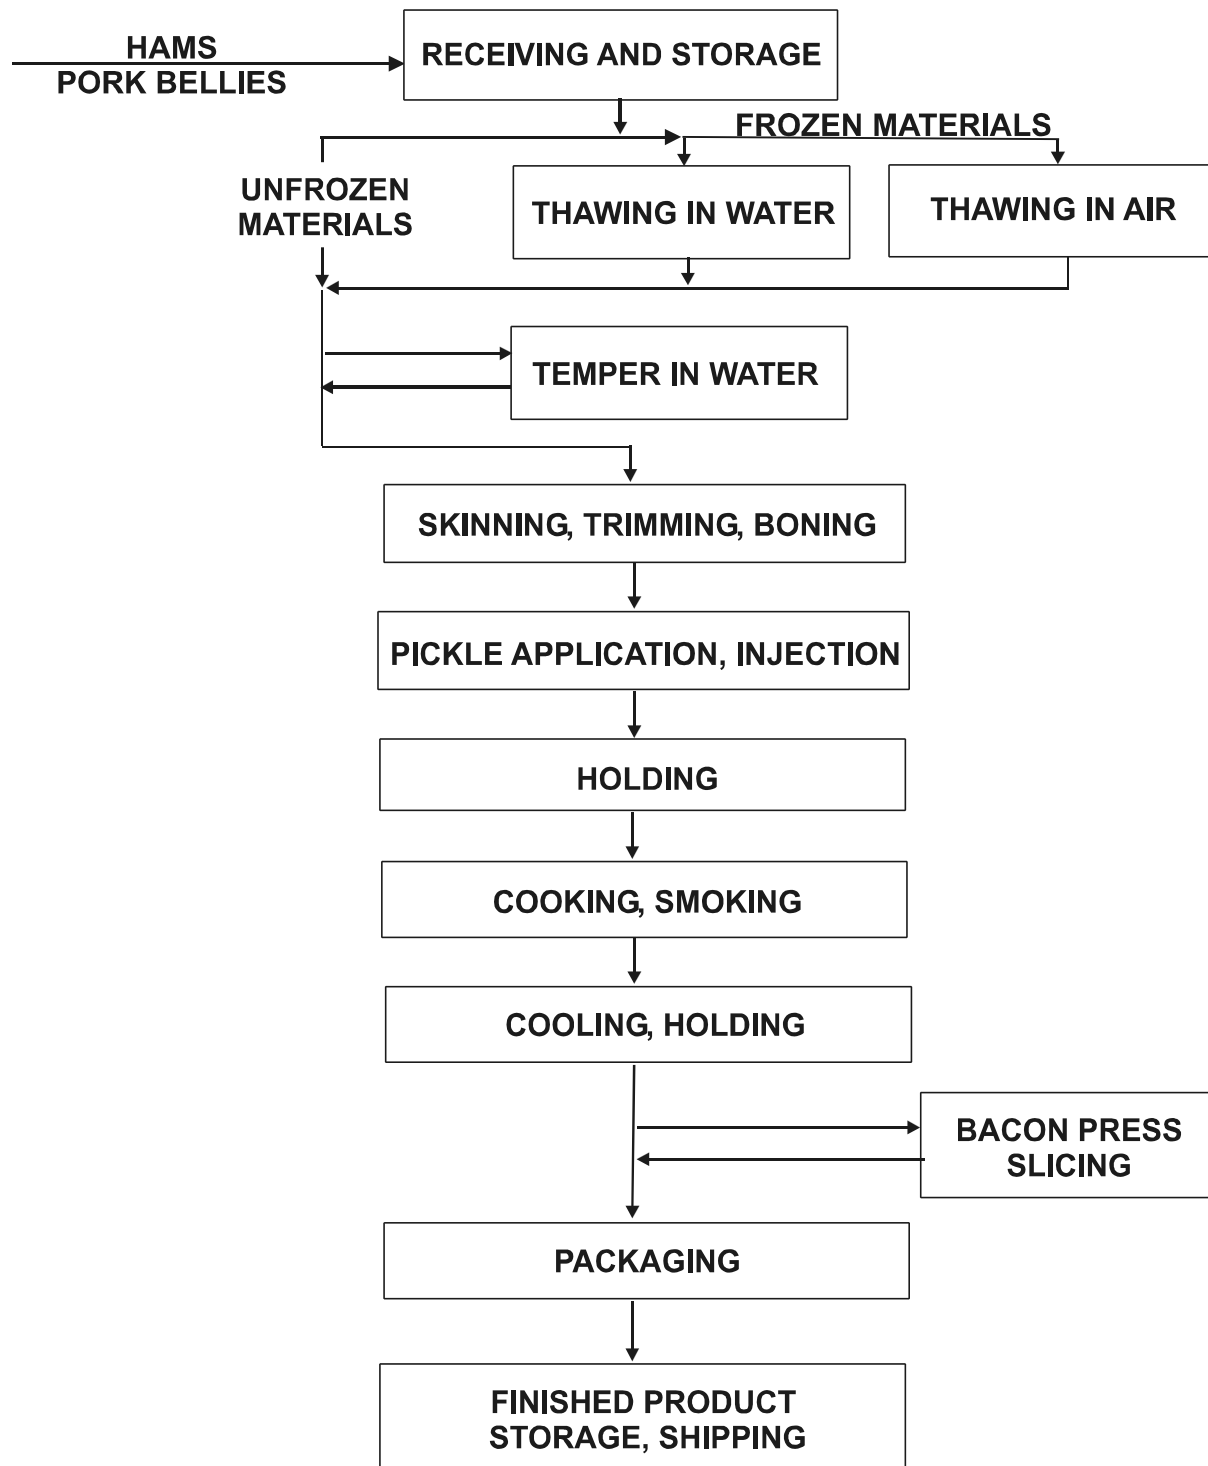 HAMS
PORK BELLIES
RECEIVING AND STORAGE
FROZEN MATERIALS
UNFROZEN
MATERIALS
THAWING IN WATER
THAWING IN AIR
TEMPER IN WATER
SKINNING, TRIMMING, BONING
PICKLE APPLICATION, INJECTION
HOLDING
COOKING, SMOKING
COOLING, HOLDING
BACON PRESS
SLICING
PACKAGING
FINISHED PRODUCT
STORAGE, SHIPPING